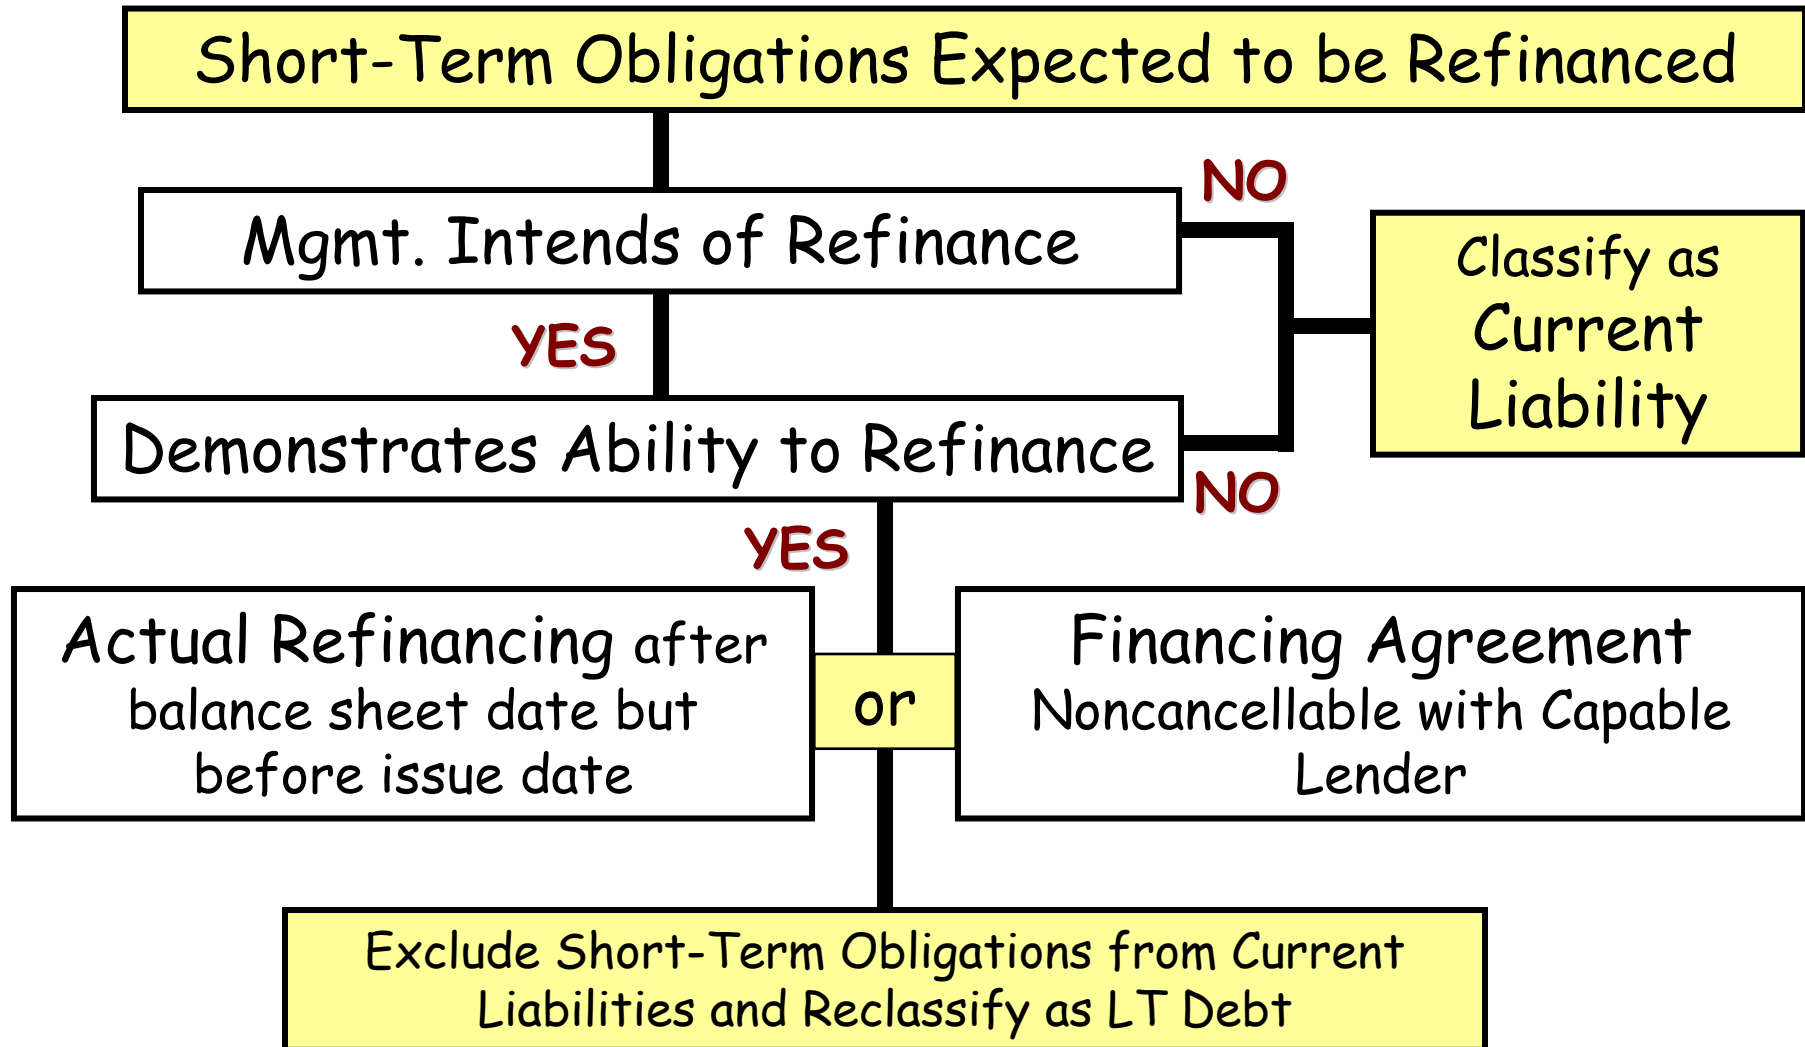 Short-Term Obligations Expected to be Refinanced
NO
Mgmt. Intends of Refinance
Classify as
Current
Liability
YES
Demonstrates Ability to Refinance
NO
YES
Actual Refinancing after
balance sheet date but
before issue date
or
Financing Agreement
Noncancellable with Capable
Lender
Exclude Short-Term Obligations from Current
Liabilities and Reclassify as LT Debt